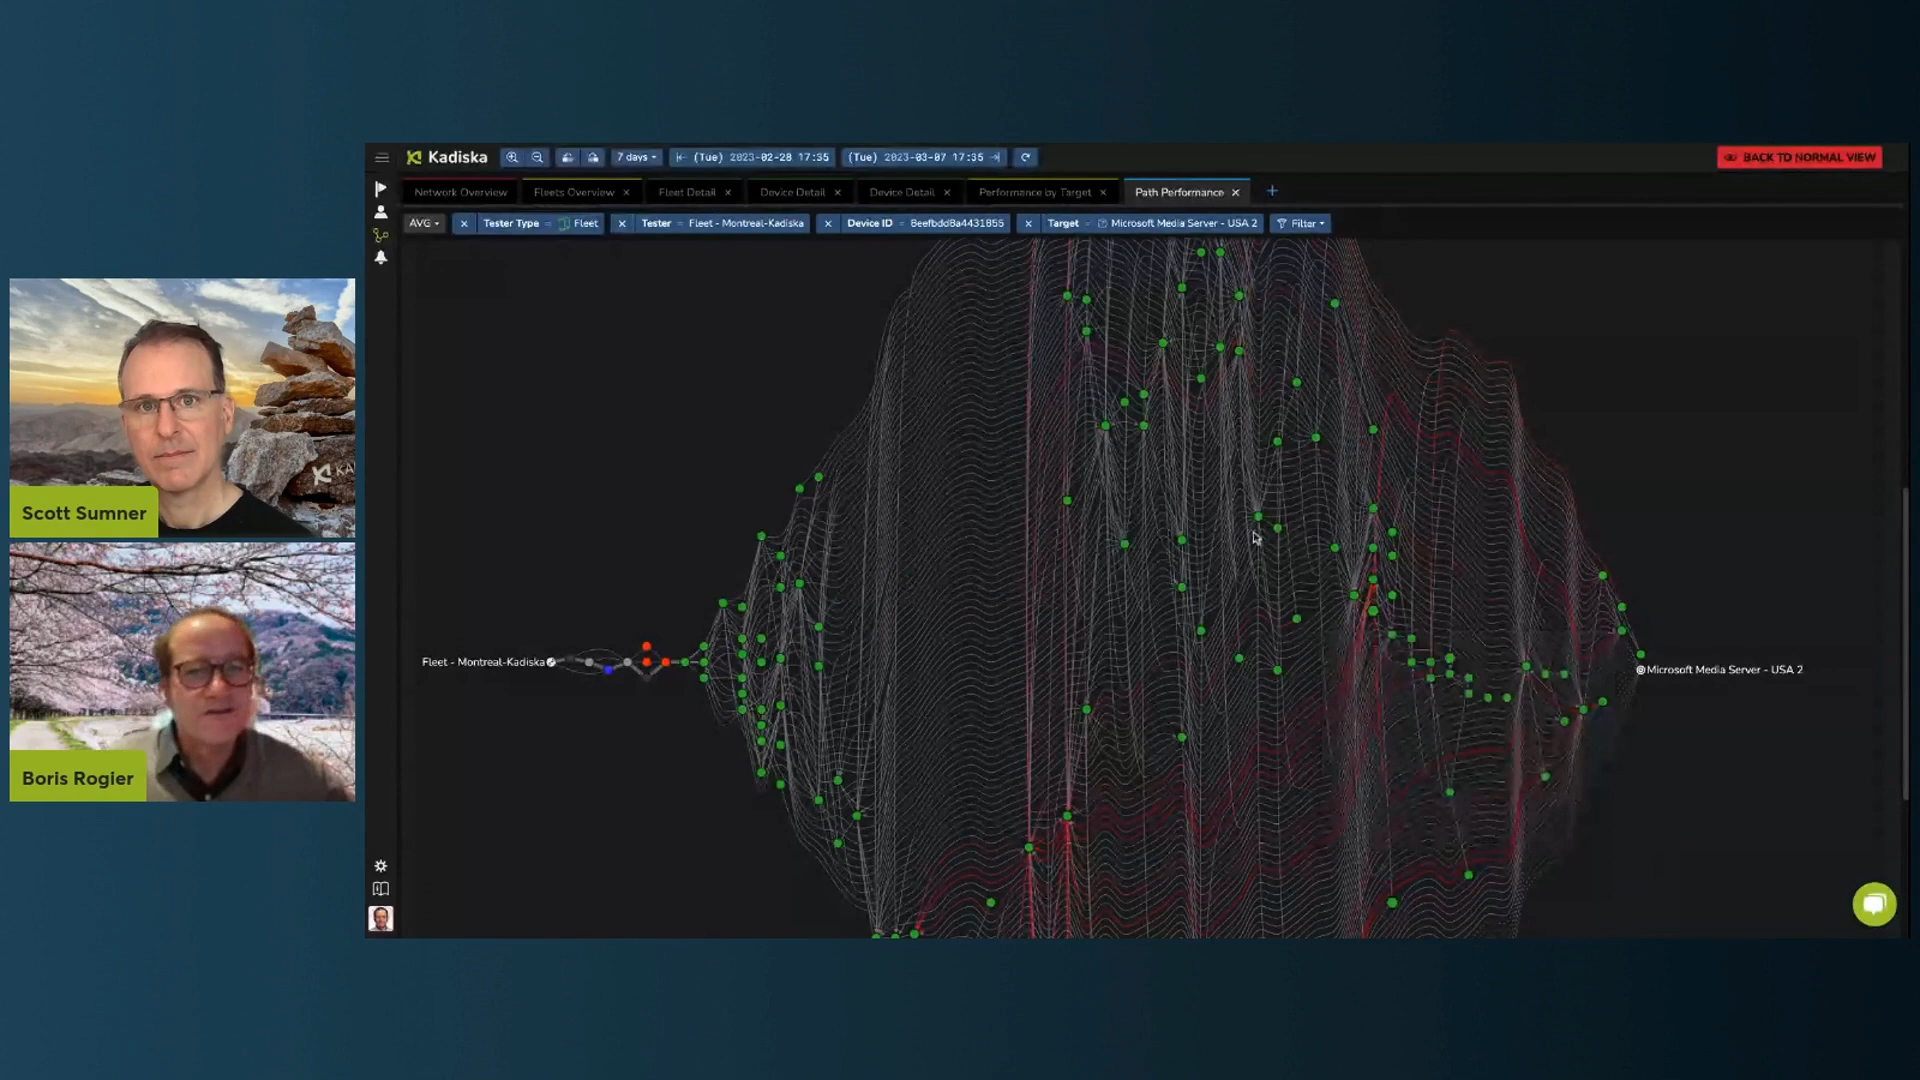 Kadiska
7 days
(Tue) 2023-02-28 17:35
(Tue) 2023-03-07 17:35
BACK TO NORMAL VIEW
Network Overview
Fleets Overview
Fleet Detail
Device Detail
Device Detail
Performance by Target
Path Performance
AVG
Tester Type = Fleet
Tester = Fleet - Montreal-Kadiska
Device ID = 8eefbdd8a4431855
Target = Microsoft Media Server - USA 2
Filter
KA
Scott Sumner
Fleet - Montreal-Kadiska
Microsoft Media Server - USA 2
Boris Rogier